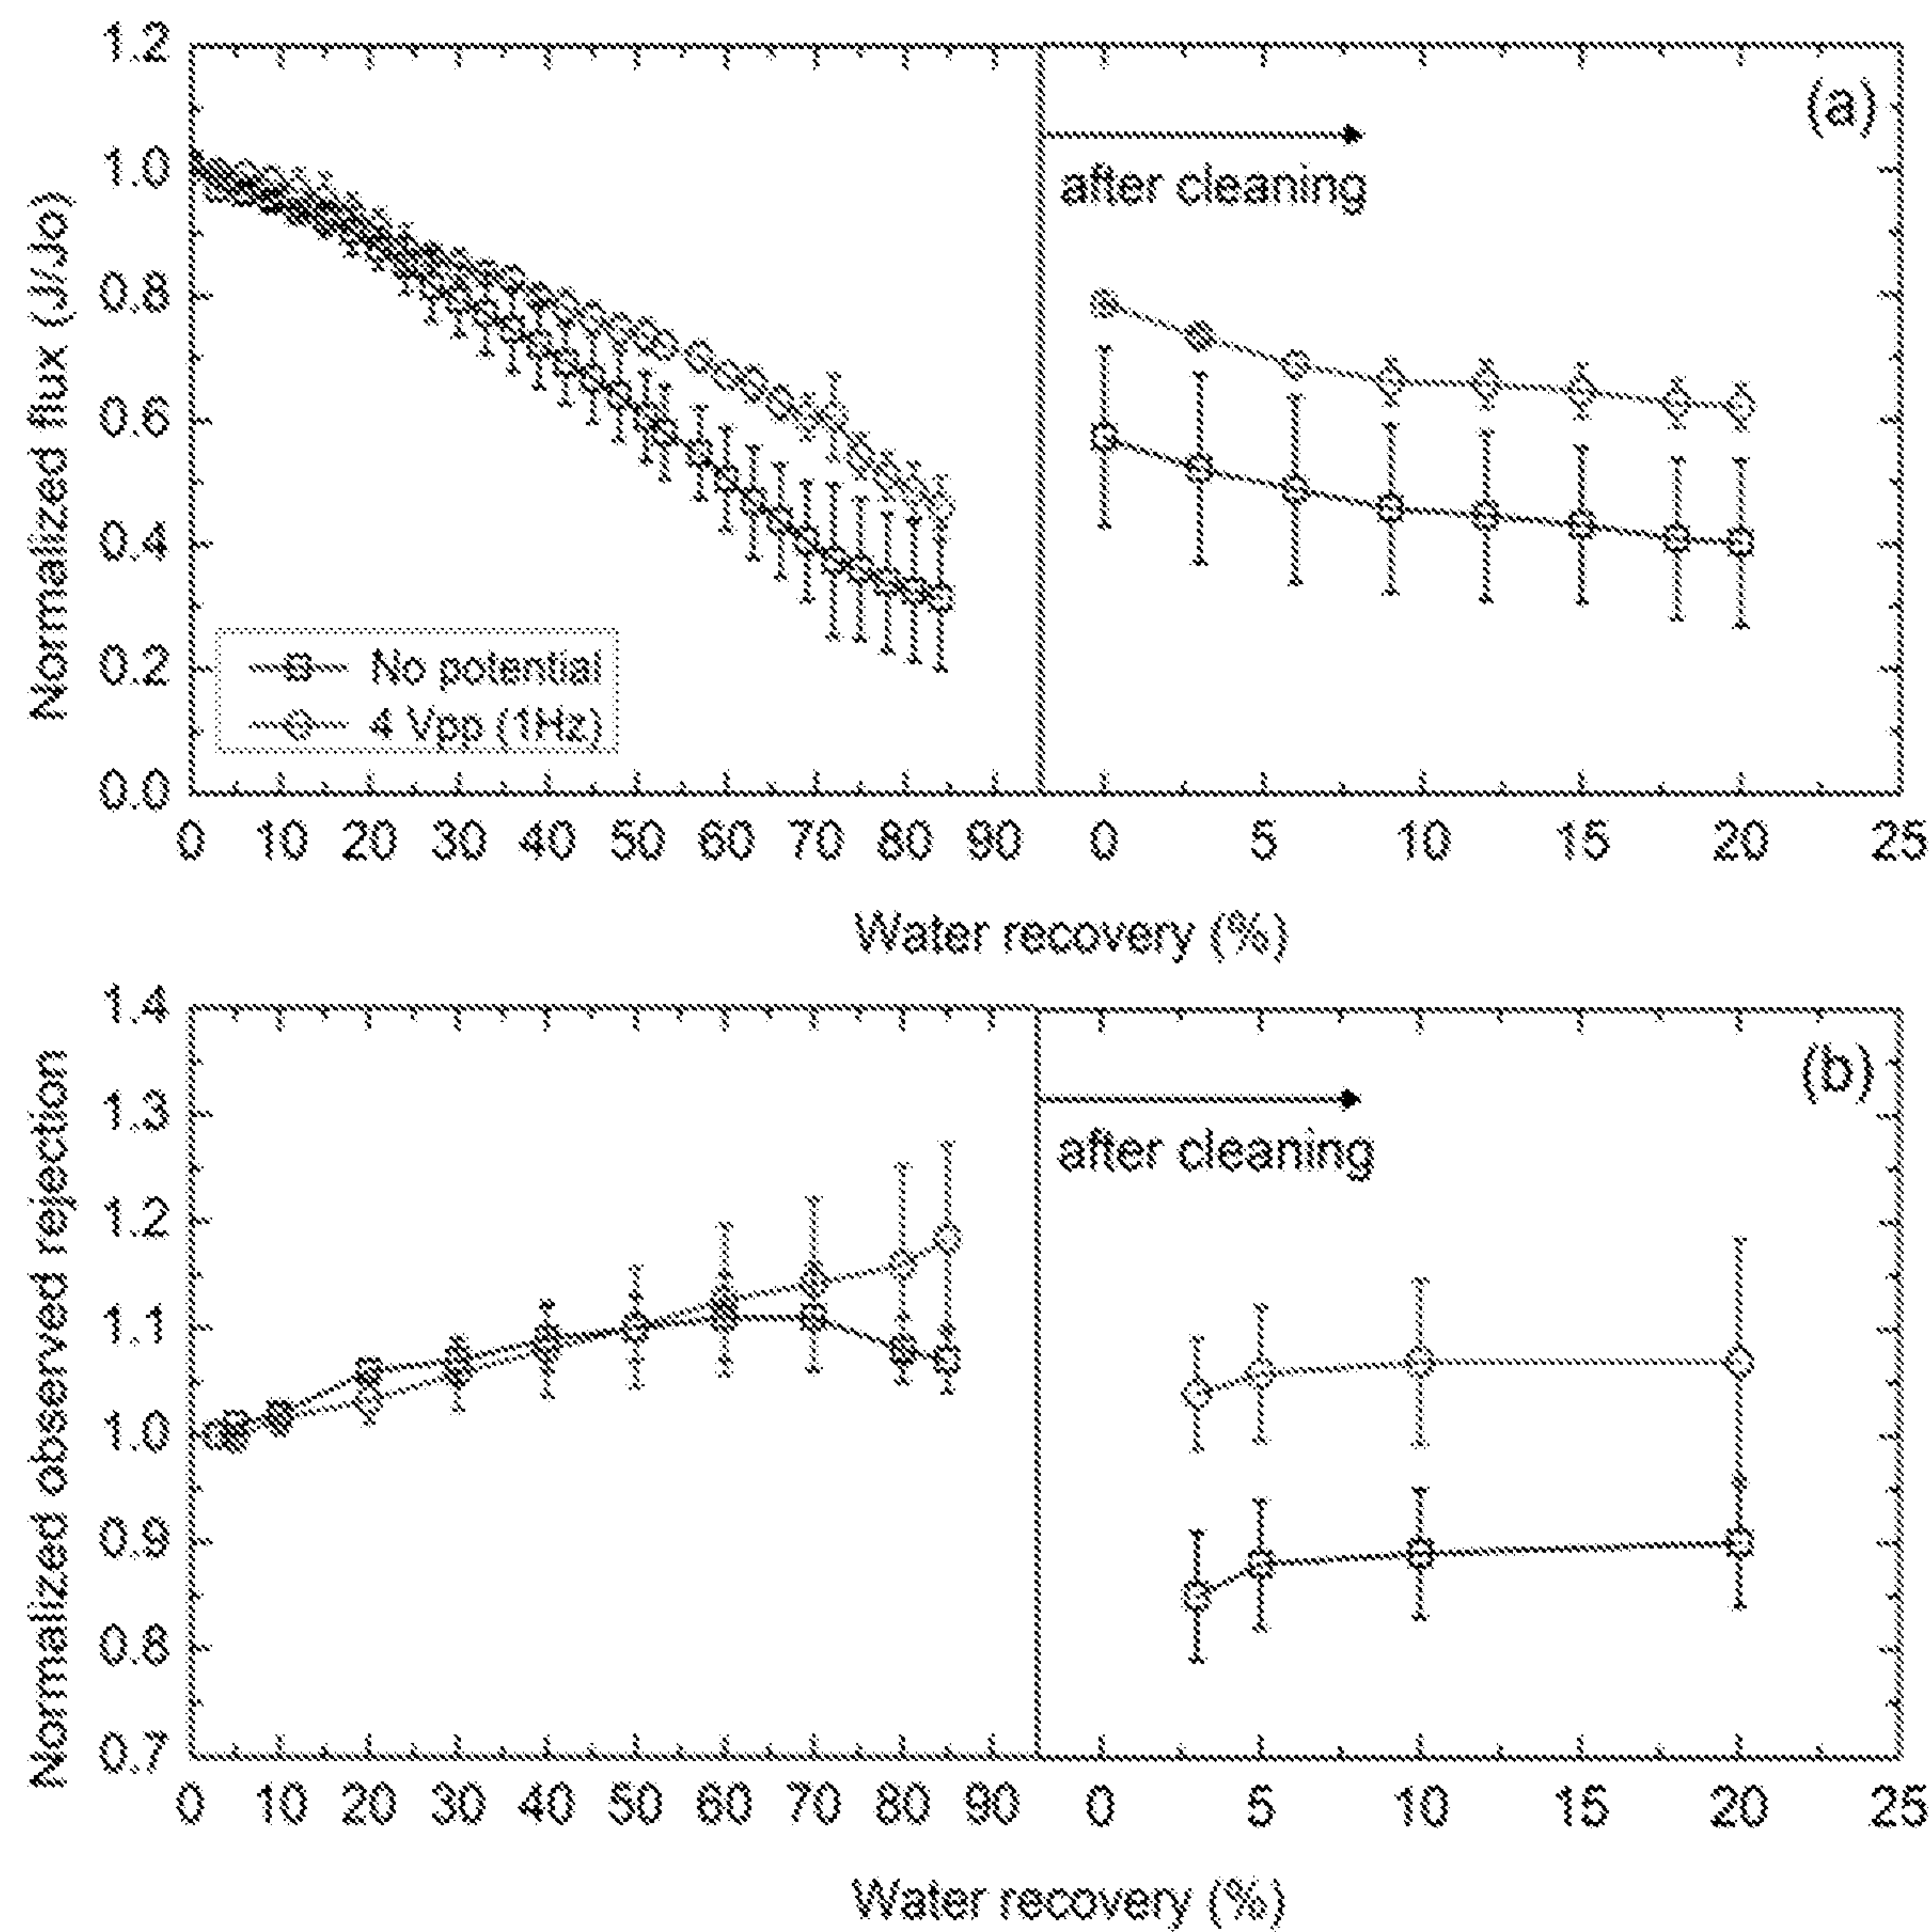 1.2
(a)
1.0
after cleaning
0.8
0.6
0.4
0.2
0.0
Normalized flux (J/Jo)
No potential
4 Vpp (1Hz)
0 10 20 30 40 50 60 70 80 90 0 5 10 15 20 25
Water recovery (%)
1.4
(b)
1.3
after cleaning
1.2
1.1
1.0
0.9
0.8
0.7
Normalized observed rejection
0 10 20 30 40 50 60 70 80 90 0 5 10 15 20 25
Water recovery (%)